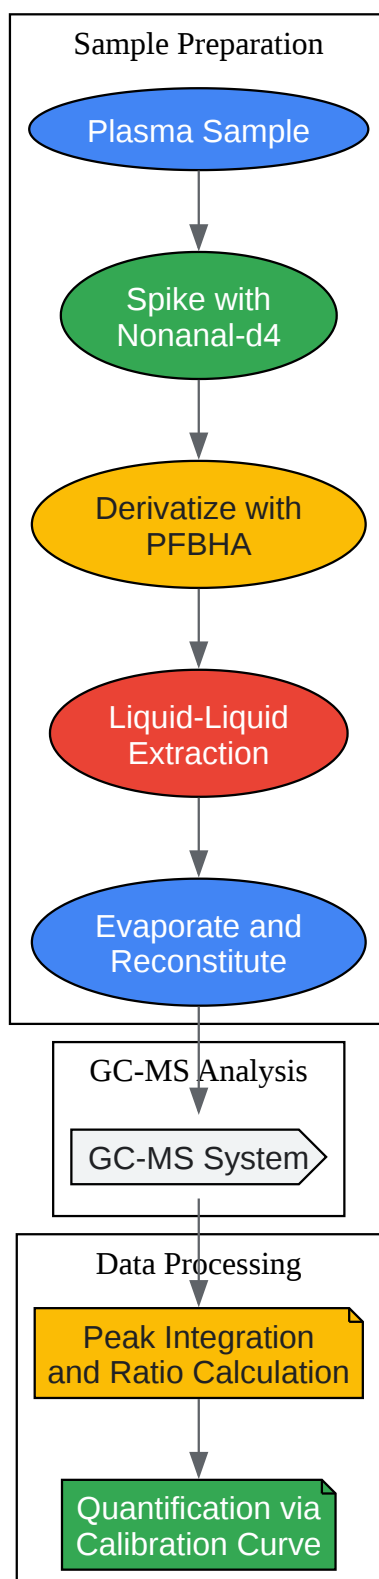 Sample Preparation
Plasma Sample
Spike with
Nonanal-d4
Derivatize with
PFBHA
Liquid-Liquid
Extraction
Evaporate and
Reconstitute
GC-MS Analysis
GC-MS System
Data Processing
Peak Integration
and Ratio Calculation
Quantification via
Calibration Curve